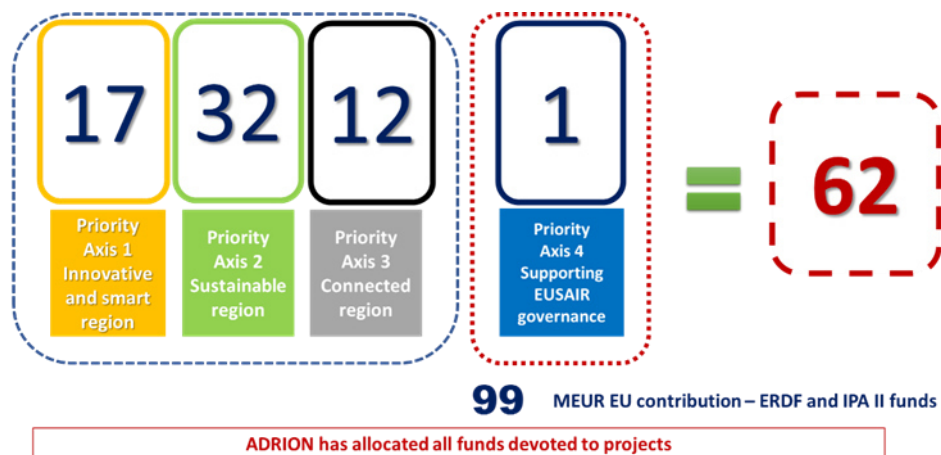 17
32
12
1
62
Priority
Axis 1
Innovative
and smart
region
Priority
Axis 2
Sustainable
region
Priority
Axis 3
Connected
region
Priority
Axis 4
Supporting
EUSAIR
governance
99 MEUR EU contribution – ERDF and IPA II funds
ADRION has allocated all funds devoted to projects